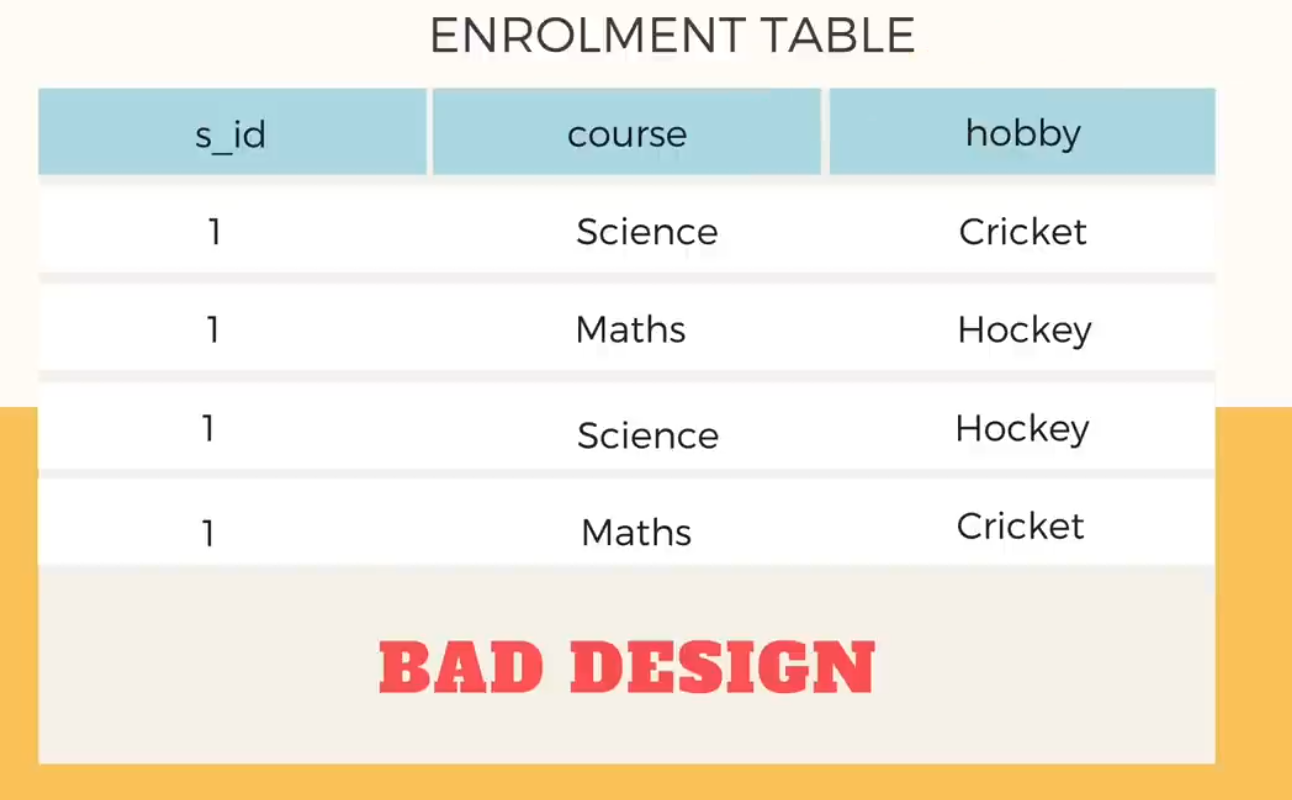 ENROLMENT TABLE
s_id course hobby
1 Science Cricket
1 Maths Hockey
1 Science Hockey
1 Maths Cricket
BAD DESIGN